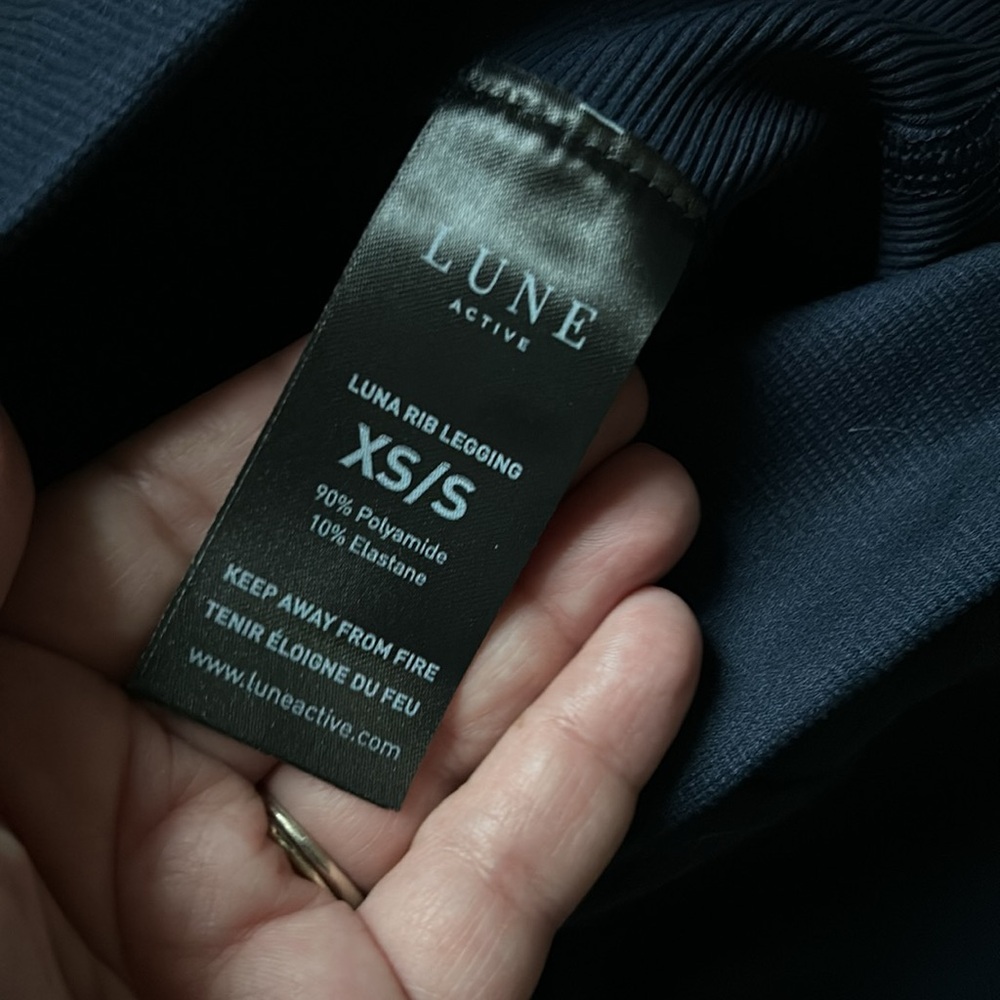 LUNE
ACTIVE
LUNA RIB LEGGING
XS/S
90% Polyamide
10% Elastane
KEEP AWAY FROM FIRE
TENIR ÉLOIGNE DU FEU
www.luneactive.com